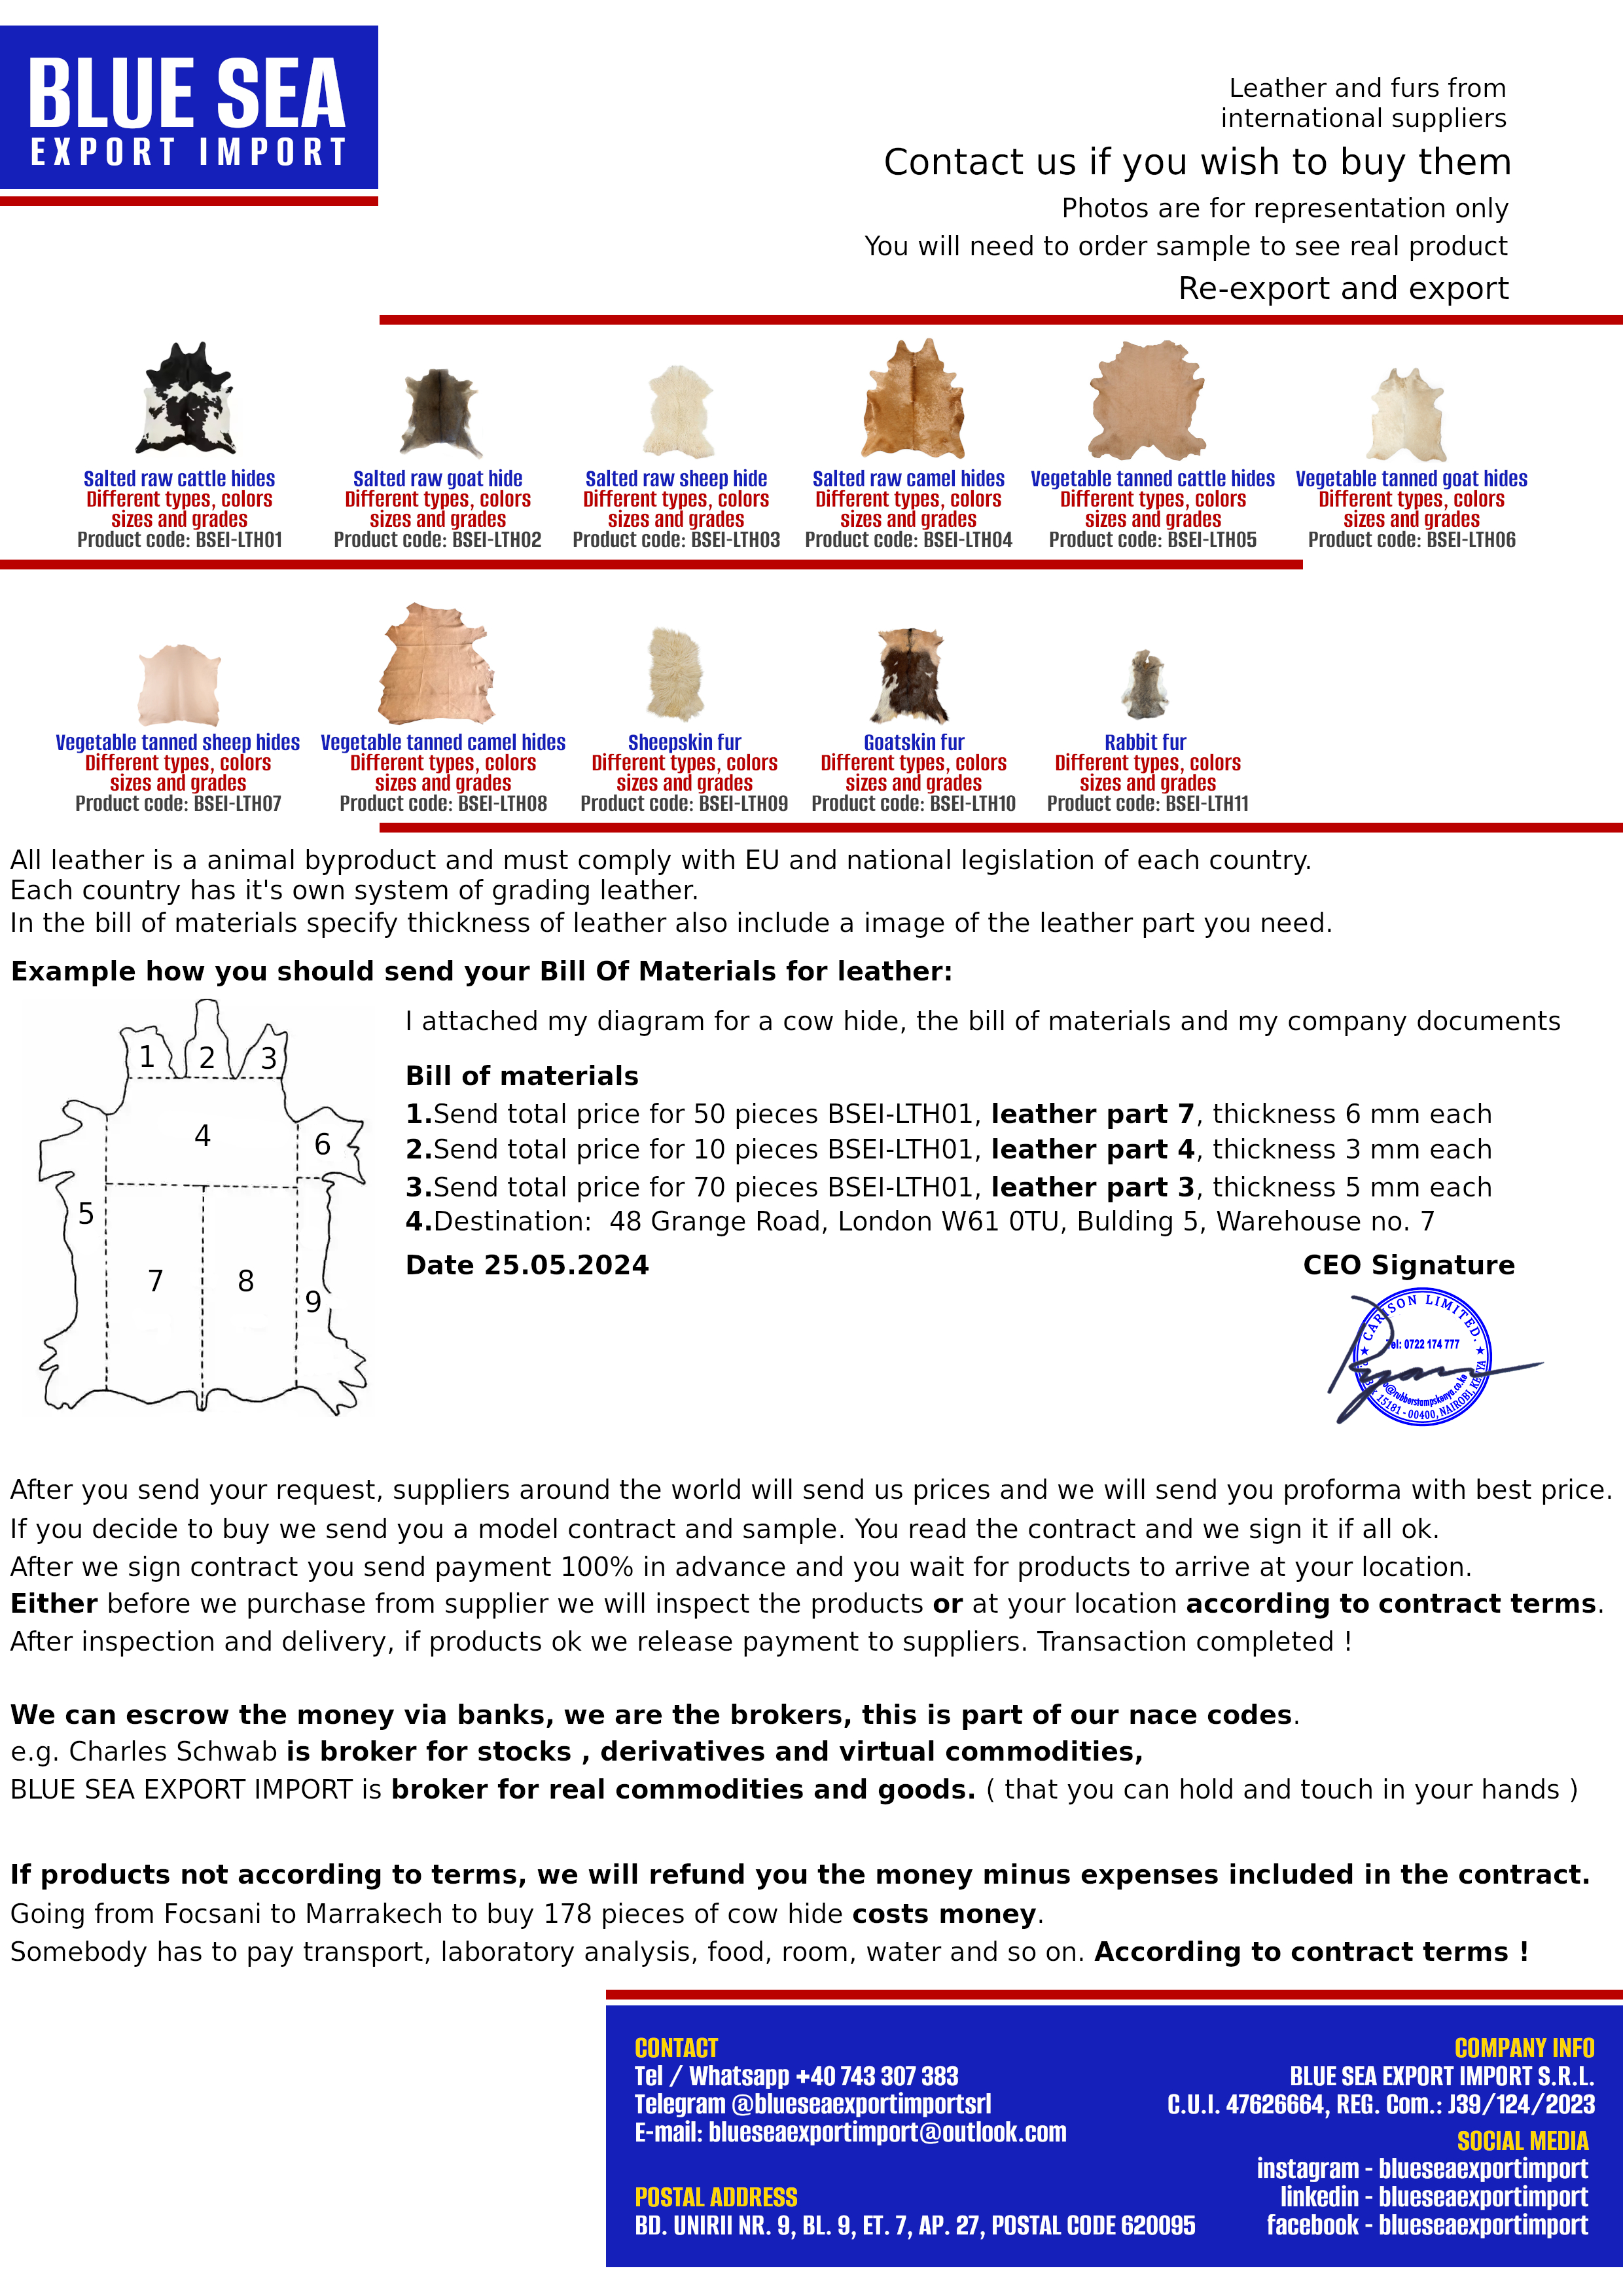 BLUE SEA
EXPORT IMPORT
Leather and furs from
international suppliers
Contact us if you wish to buy them
Photos are for representation only
You will need to order sample to see real product
Re-export and export
Salted raw cattle hides
Different types, colors
sizes and grades
Product code: BSEI-LTH01
Salted raw goat hide
Different types, colors
sizes and grades
Product code: BSEI-LTH02
Salted raw sheep hide
Different types, colors
sizes and grades
Product code: BSEI-LTH03
Salted raw camel hides
Different types, colors
sizes and grades
Product code: BSEI-LTH04
Vegetable tanned cattle hides
Different types, colors
sizes and grades
Product code: BSEI-LTH05
Vegetable tanned goat hides
Different types, colors
sizes and grades
Product code: BSEI-LTH06
Vegetable tanned sheep hides
Different types, colors
sizes and grades
Product code: BSEI-LTH07
Vegetable tanned camel hides
Different types, colors
sizes and grades
Product code: BSEI-LTH08
Sheepskin fur
Different types, colors
sizes and grades
Product code: BSEI-LTH09
Goatskin fur
Different types, colors
sizes and grades
Product code: BSEI-LTH10
Rabbit fur
Different types, colors
sizes and grades
Product code: BSEI-LTH11
All leather is a animal byproduct and must comply with EU and national legislation of each country.
Each country has it's own system of grading leather.
In the bill of materials specify thickness of leather also include a image of the leather part you need.
Example how you should send your Bill Of Materials for leather:
1 2 3
4
6
5
7 8
9
I attached my diagram for a cow hide, the bill of materials and my company documents
Bill of materials
1.Send total price for 50 pieces BSEI-LTH01, leather part 7, thickness 6 mm each
2.Send total price for 10 pieces BSEI-LTH01, leather part 4, thickness 3 mm each
3.Send total price for 70 pieces BSEI-LTH01, leather part 3, thickness 5 mm each
4.Destination:  48 Grange Road, London W61 0TU, Bulding 5, Warehouse no. 7
Date 25.05.2024
CEO Signature
CARLSON LIMITED.
Tel: 0722 174 777
@rubberstampskenya.co.ke
15181 - 00400, NAIROBI, KENYA
Ryan
After you send your request, suppliers around the world will send us prices and we will send you proforma with best price.
If you decide to buy we send you a model contract and sample. You read the contract and we sign it if all ok.
After we sign contract you send payment 100% in advance and you wait for products to arrive at your location.
Either before we purchase from supplier we will inspect the products or at your location according to contract terms.
After inspection and delivery, if products ok we release payment to suppliers. Transaction completed !
We can escrow the money via banks, we are the brokers, this is part of our nace codes.
e.g. Charles Schwab is broker for stocks , derivatives and virtual commodities,
BLUE SEA EXPORT IMPORT is broker for real commodities and goods. ( that you can hold and touch in your hands )
If products not according to terms, we will refund you the money minus expenses included in the contract.
Going from Focsani to Marrakech to buy 178 pieces of cow hide costs money.
Somebody has to pay transport, laboratory analysis, food, room, water and so on. According to contract terms !
CONTACT
Tel / Whatsapp +40 743 307 383
Telegram @blueseaexportimportsrl
E-mail: blueseaexportimport@outlook.com
POSTAL ADDRESS
BD. UNIRII NR. 9, BL. 9, ET. 7, AP. 27, POSTAL CODE 620095
COMPANY INFO
BLUE SEA EXPORT IMPORT S.R.L.
C.U.I. 47626664, REG. Com.: J39/124/2023
SOCIAL MEDIA
instagram - blueseaexportimport
linkedin - blueseaexportimport
facebook - blueseaexportimport